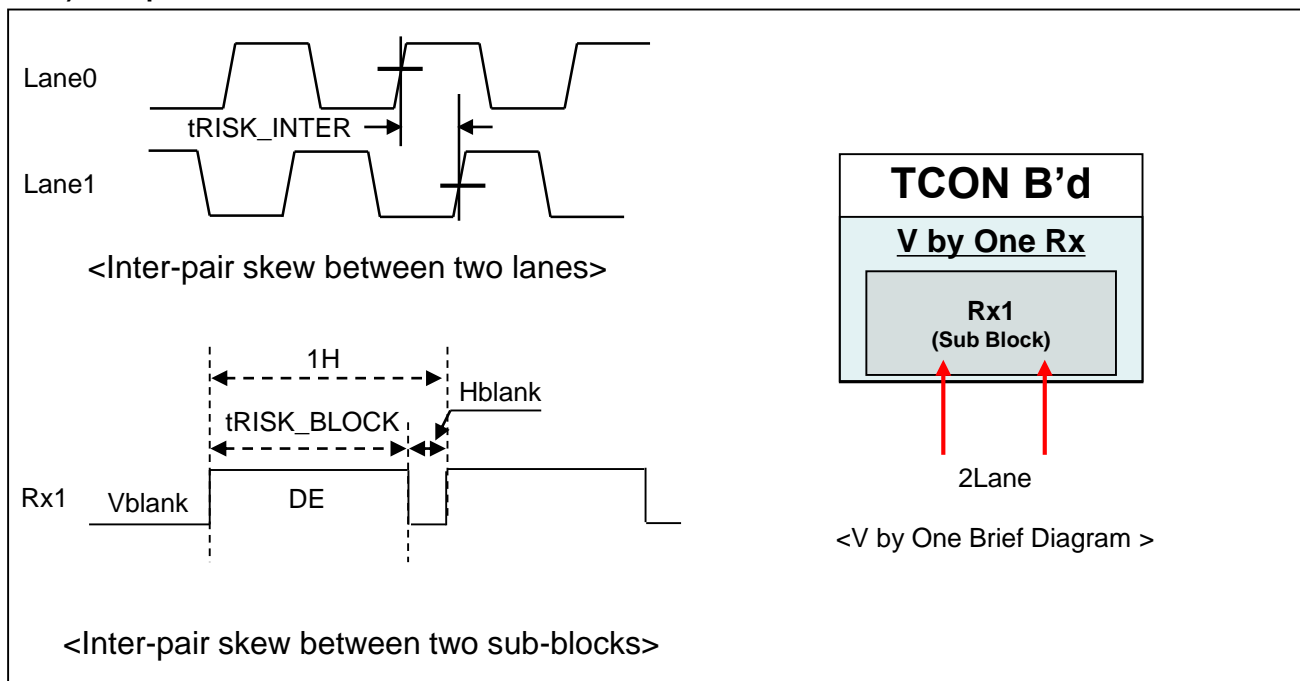 Lane0
tRISK_INTER
Lane1
<Inter-pair skew between two lanes>
1H
Hblank
tRISK_BLOCK
Rx1
Vblank
DE
<Inter-pair skew between two sub-blocks>
TCON B’d
V by One Rx
Rx1
(Sub Block)
2Lane
<V by One Brief Diagram >